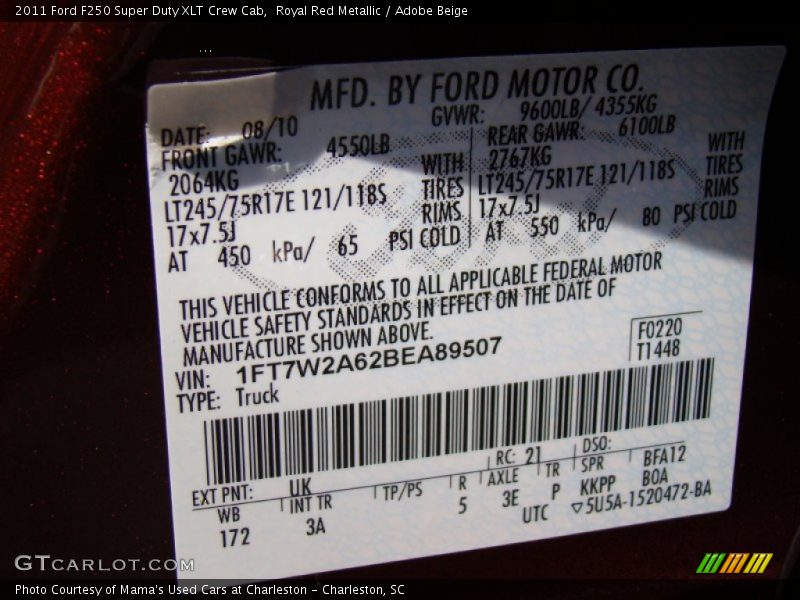 2011 Ford F250 Super Duty XLT Crew Cab,  Royal Red Metallic / Adobe Beige
MFD. BY FORD MOTOR CO.
DATE: 08/10 GVWR: 9600LB/ 4355KG
FRONT GAWR: 4550LB REAR GAWR: 6100LB
2064KG WITH 2767KG WITH
LT245/75R17E 121/118S TIRES LT245/75R17E 121/118S TIRES
17x7.5J RIMS 17x7.5J RIMS
AT 450 kPa/ 65 PSI COLD AT 550 kPa/ 80 PSI COLD
THIS VEHICLE CONFORMS TO ALL APPLICABLE FEDERAL MOTOR
VEHICLE SAFETY STANDARDS IN EFFECT ON THE DATE OF
MANUFACTURE SHOWN ABOVE.
VIN: 1FT7W2A62BEA89507
TYPE: Truck
F0220
T1448
EXT PNT: UK RC: 21 DSO:
WB INT TR TP/PS R AXLE TR SPR BFA12
172 3A 5 3E P KKPP BOA
UTC ▽5U5A-1520472-BA
GTCARLOT.COM
Photo Courtesy of Mama's Used Cars at Charleston - Charleston, SC